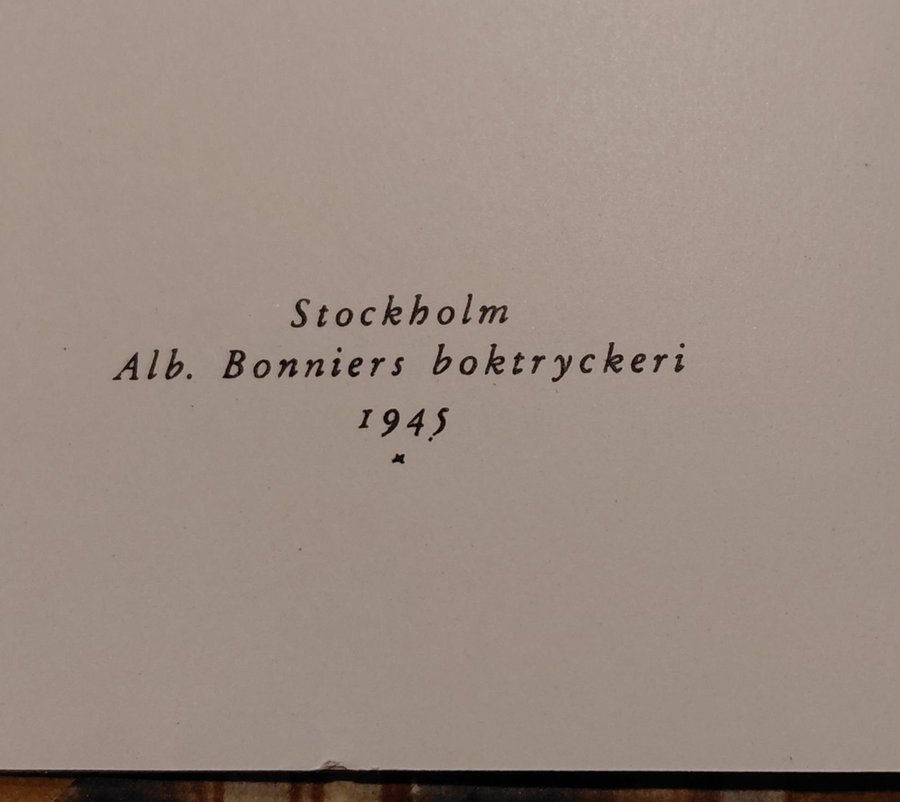 Stockholm
Alb. Bonniers boktryckeri
1945